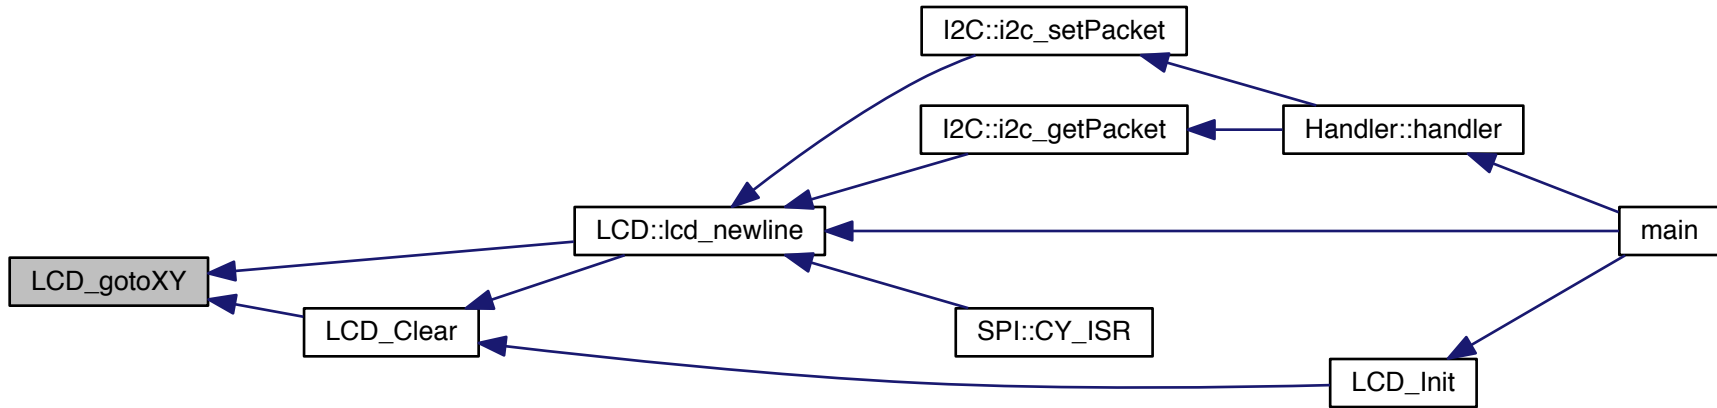 I2C::i2c_setPacket
I2C::i2c_getPacket
Handler::handler
LCD::lcd_newline
main
LCD_gotoXY
LCD_Clear
SPI::CY_ISR
LCD_Init